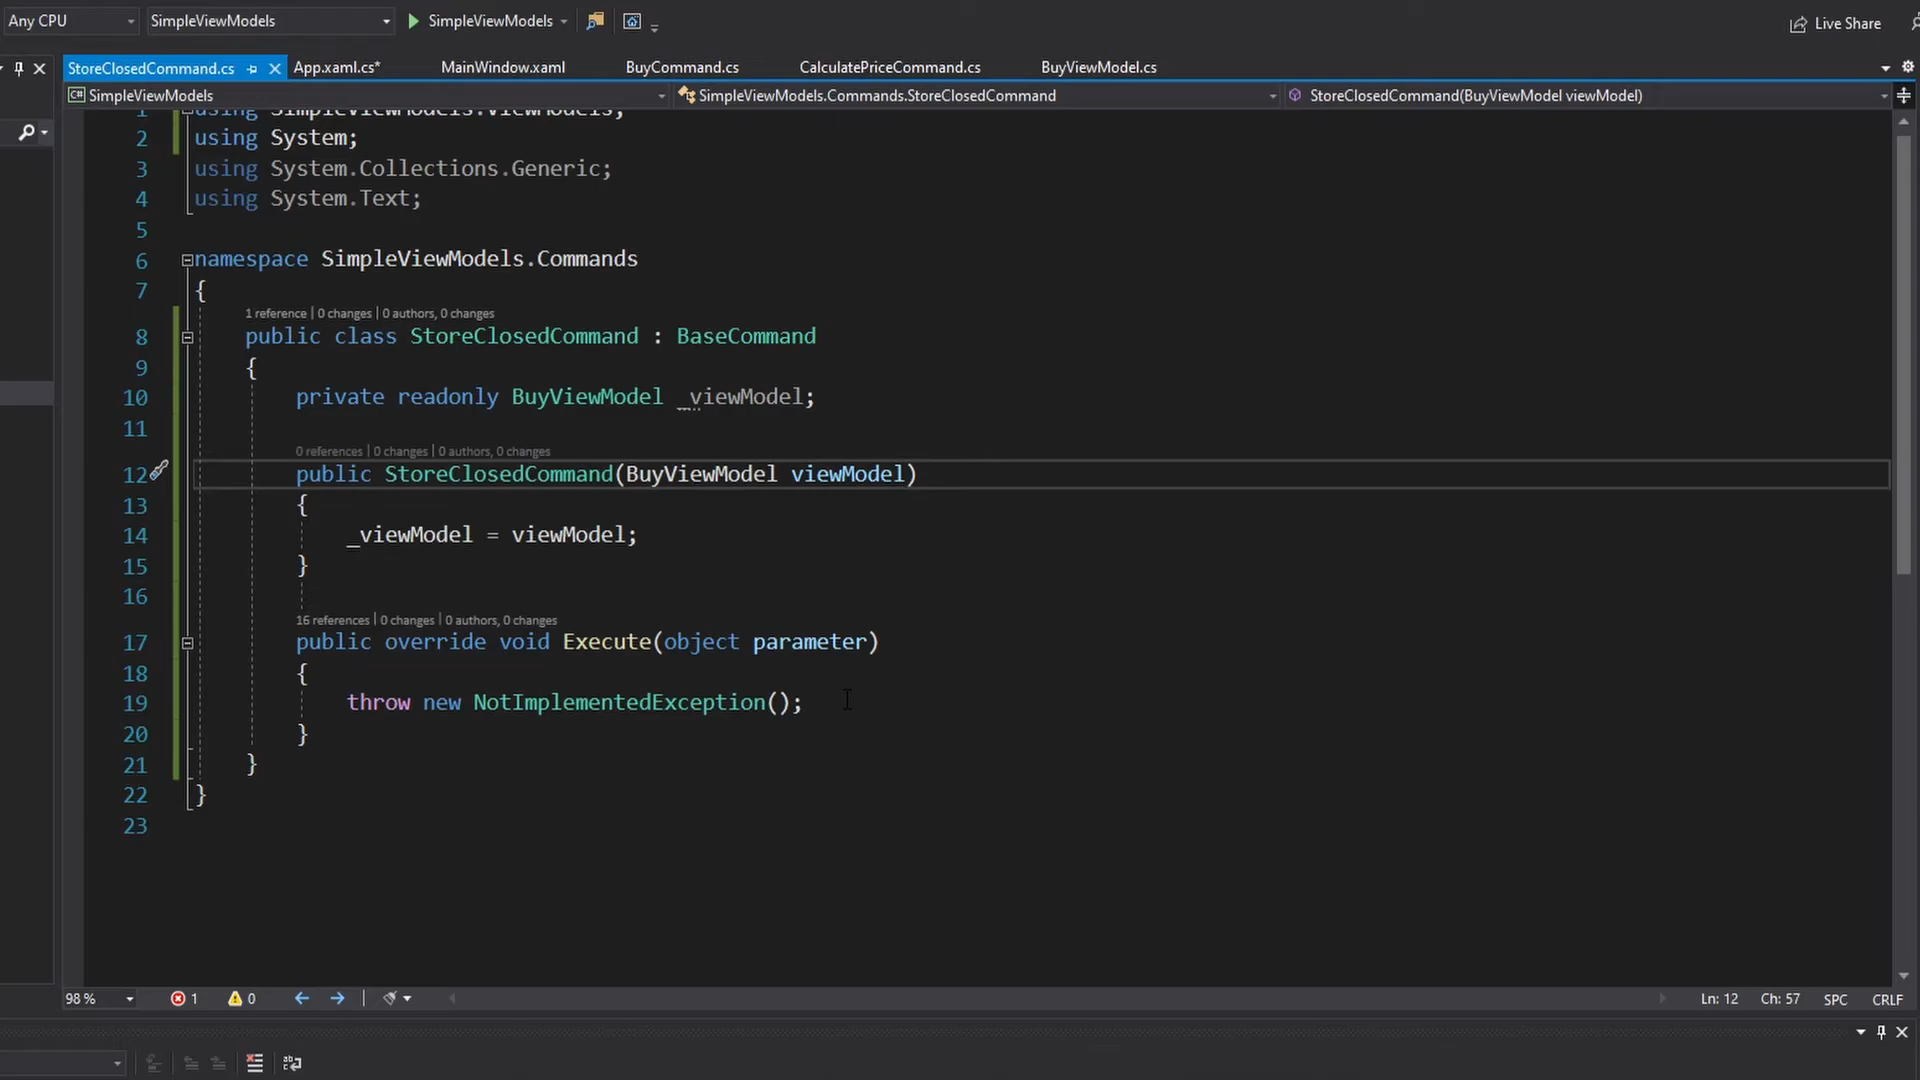 Any CPU SimpleViewModels SimpleViewModels Live Share
StoreClosedCommand.cs App.xaml.cs* MainWindow.xaml BuyCommand.cs CalculatePriceCommand.cs BuyViewModel.cs
C# SimpleViewModels SimpleViewModels.Commands.StoreClosedCommand StoreClosedCommand(BuyViewModel viewModel)
1 using SimpleViewModels.ViewModels;
2 using System;
3 using System.Collections.Generic;
4 using System.Text;
5
6 namespace SimpleViewModels.Commands
7 {
1 reference | 0 changes | 0 authors, 0 changes
8 public class StoreClosedCommand : BaseCommand
9 {
10 private readonly BuyViewModel _viewModel;
11
0 references | 0 changes | 0 authors, 0 changes
12 public StoreClosedCommand(BuyViewModel viewModel)
13 {
14 _viewModel = viewModel;
15 }
16
16 references | 0 changes | 0 authors, 0 changes
17 public override void Execute(object parameter)
18 {
19 throw new NotImplementedException();
20 }
21 }
22 }
23
98 % 1 0 Ln: 12 Ch: 57 SPC CRLF